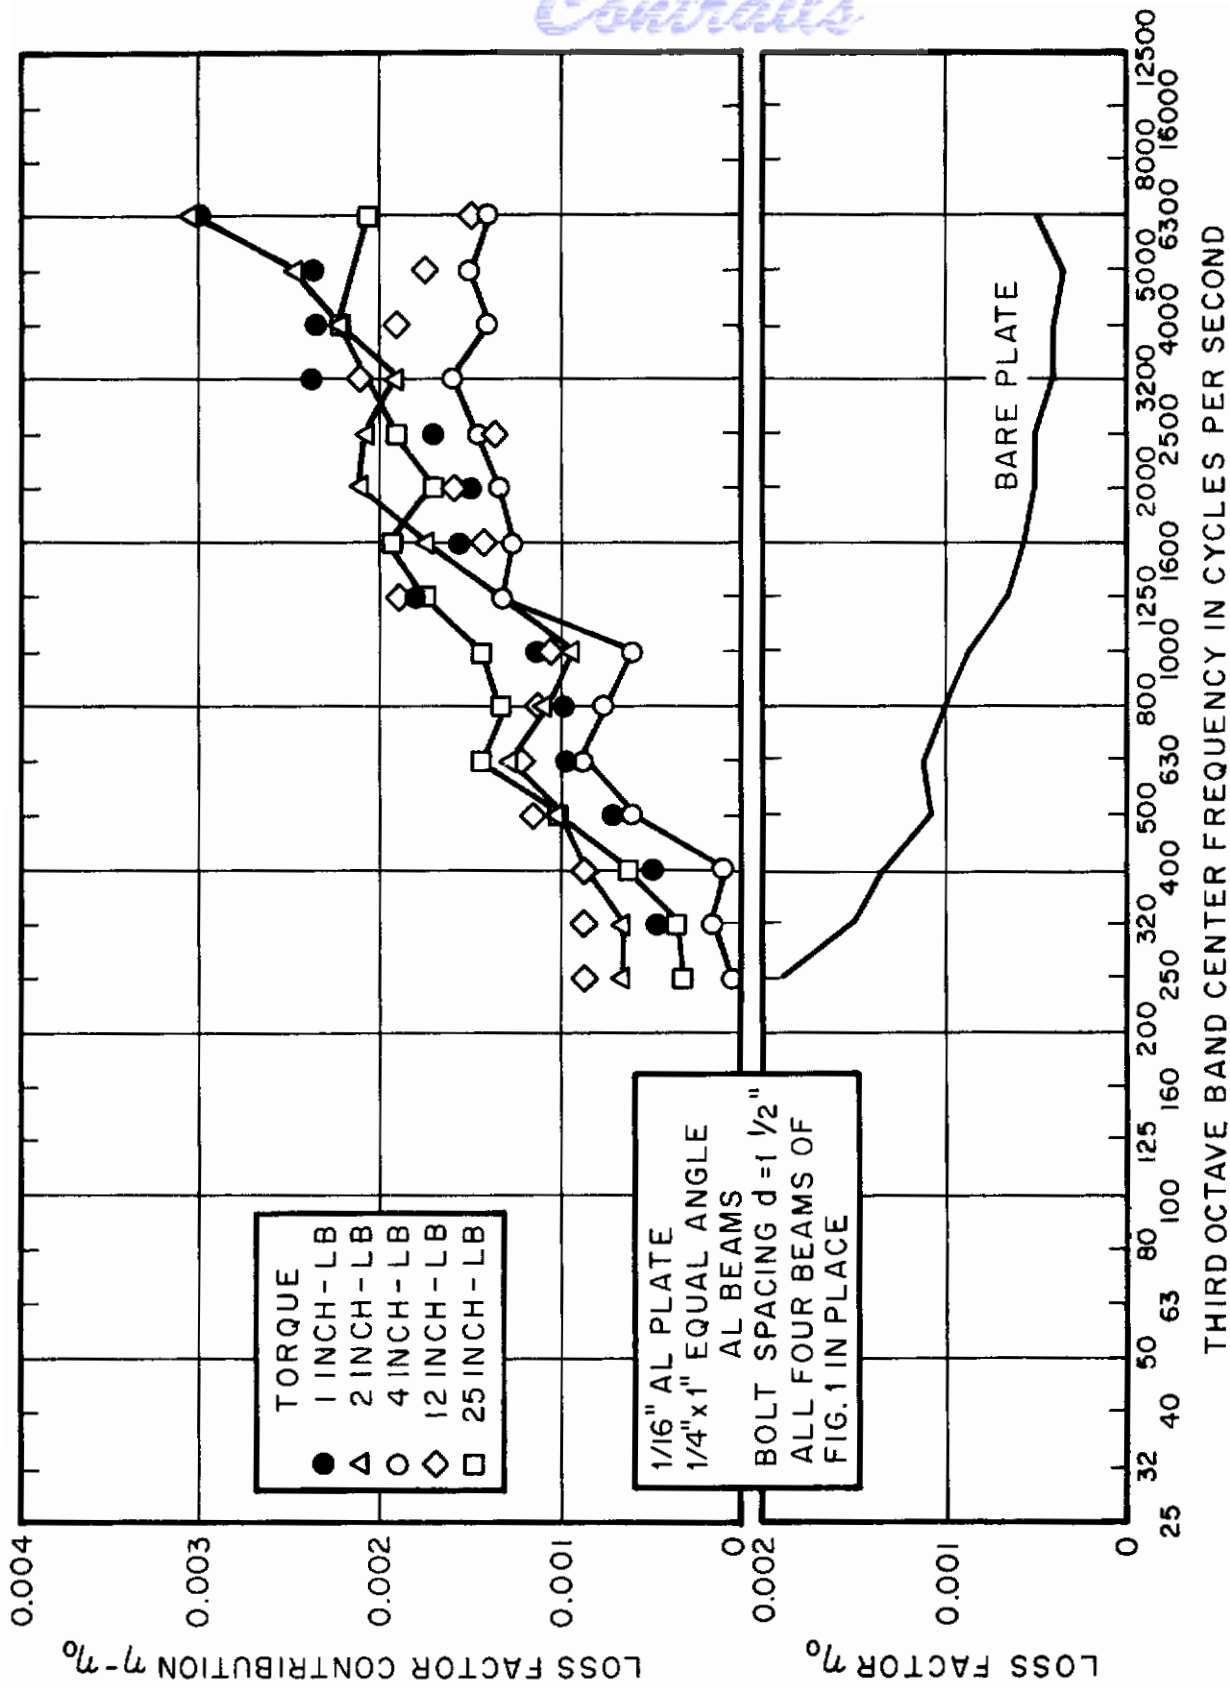 Contrails
LOSS FACTOR CONTRIBUTION η-η₀
0.004
0.003
0.002
0.001
0
TORQUE
● 1 INCH-LB
△ 2 INCH-LB
○ 4 INCH-LB
◇ 12 INCH-LB
□ 25 INCH-LB
1/16" AL PLATE
1/4"x1" EQUAL ANGLE
AL BEAMS
BOLT SPACING d=1 1/2"
ALL FOUR BEAMS OF
FIG.1 IN PLACE
LOSS FACTOR η₀
0.002
0.001
0
BARE PLATE
25 32 40 50 63 80 100 125 160 200 250 320 400 500 630 800 1000 1250 1600 2000 2500 3200 4000 5000 6300 8000 16000 12500
THIRD OCTAVE BAND CENTER FREQUENCY IN CYCLES PER SECOND